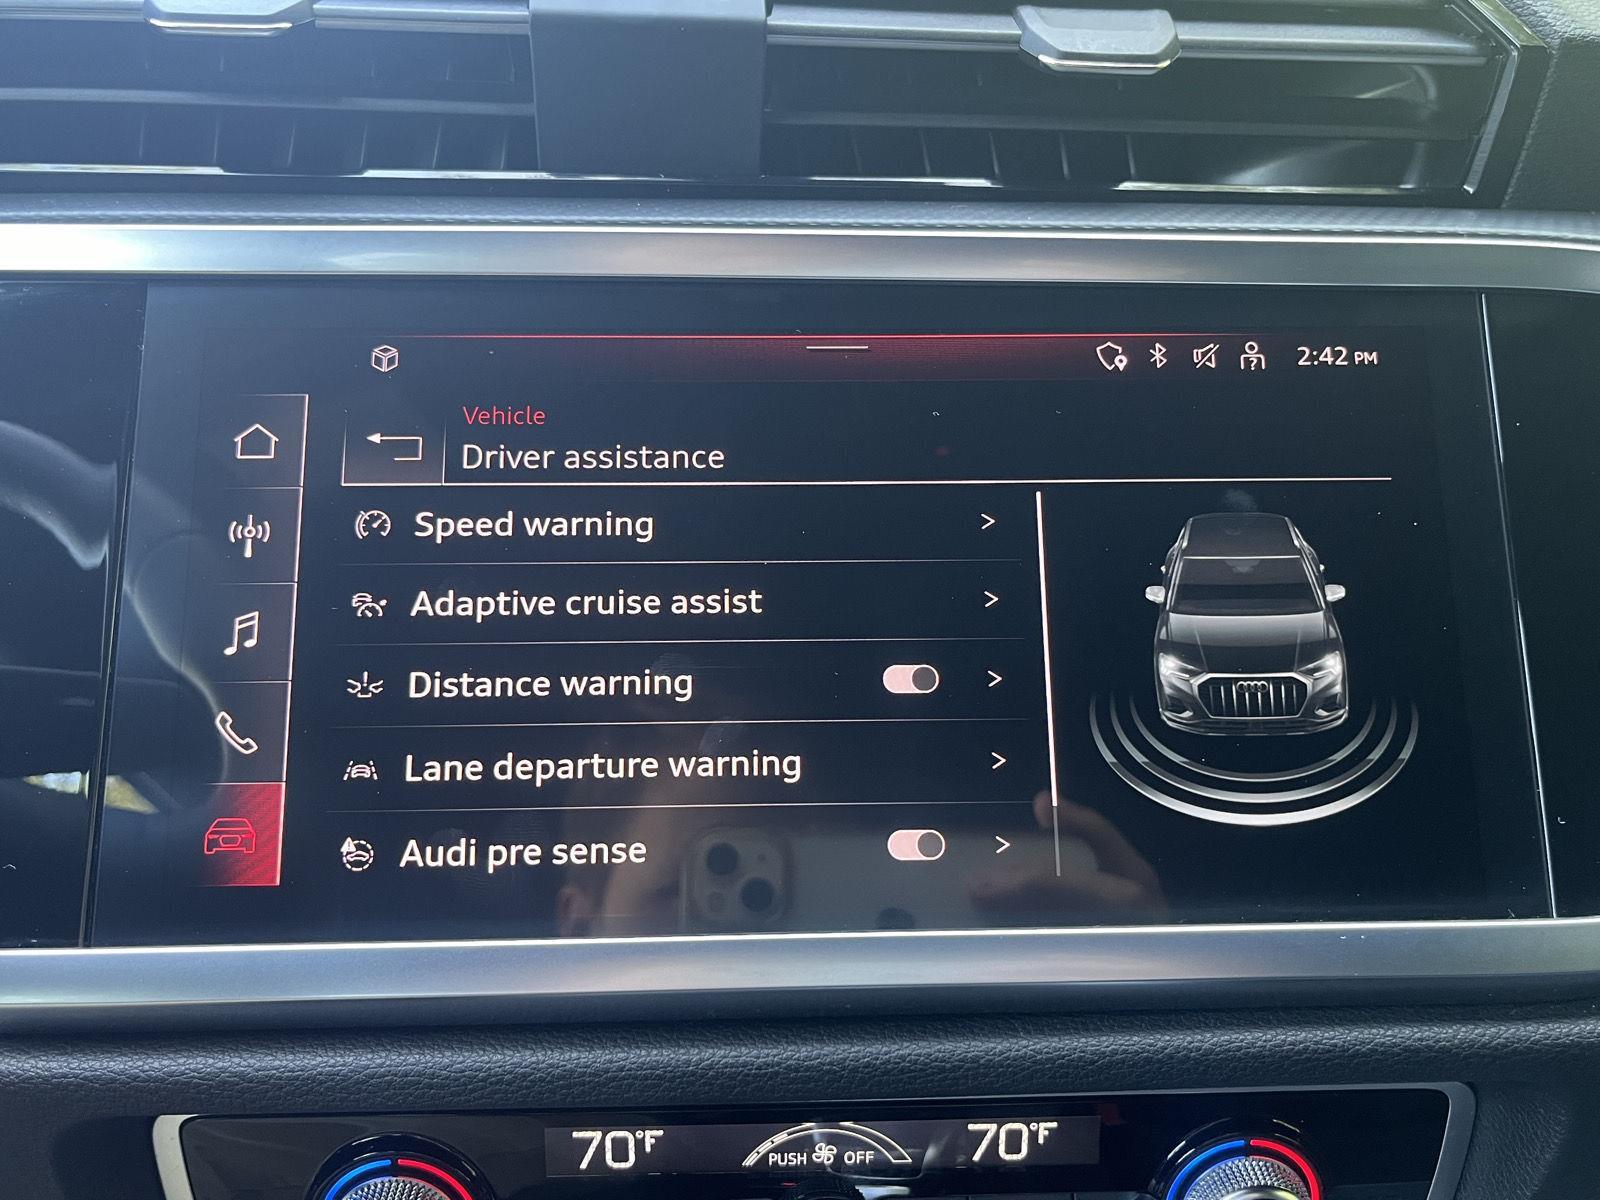 2:42 PM
Vehicle
Driver assistance
Speed warning
Adaptive cruise assist
Distance warning
Lane departure warning
Audi pre sense
70°F
PUSH OFF
70°F